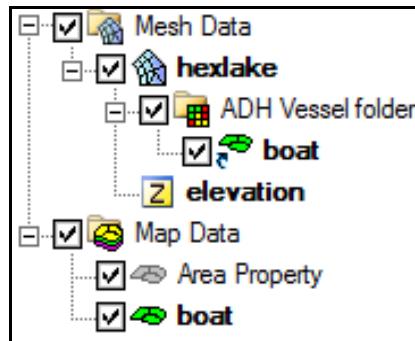 Mesh Data
hexlake
ADH Vessel folder
boat
Z elevation
Map Data
Area Property
boat